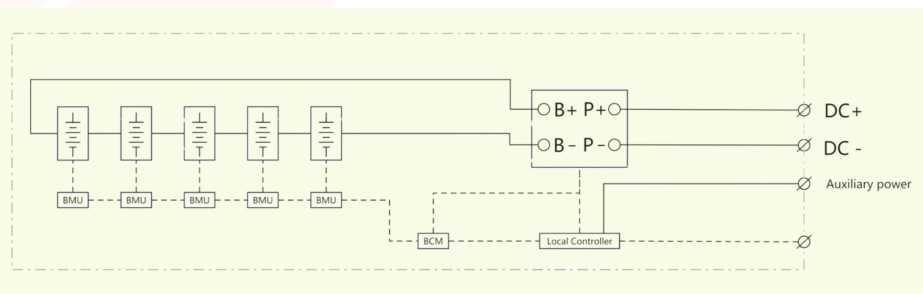 B+ P+
DC+
B- P-
DC -
Auxiliary power
BMU BMU BMU BMU BMU
BCM
Local Controller